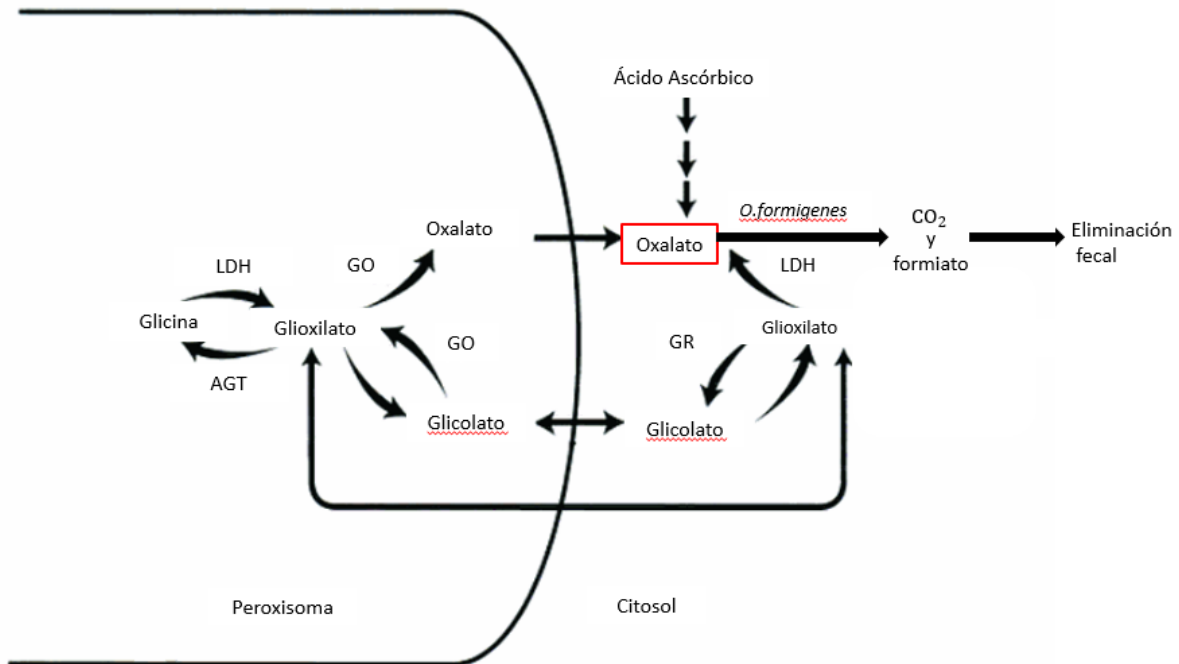 Ácido Ascórbico
Oxalato
Oxalato
O.formigenes
CO₂
y
formiato
Eliminación
fecal
LDH
GO
LDH
Glicina
Glioxilato
Glioxilato
GO
GR
AGT
Glicolato
Glicolato
Peroxisoma
Citosol